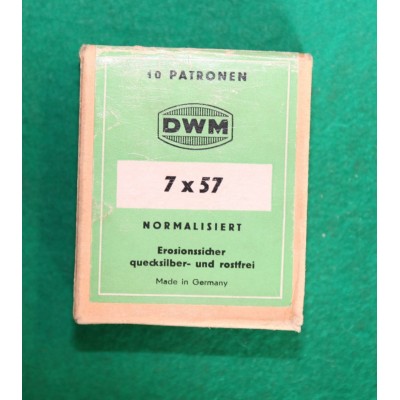 10 PATRONEN
DWM
7 x 57
NORMALISIERT
Erosionssicher
quecksilber- und rostfrei
Made in Germany